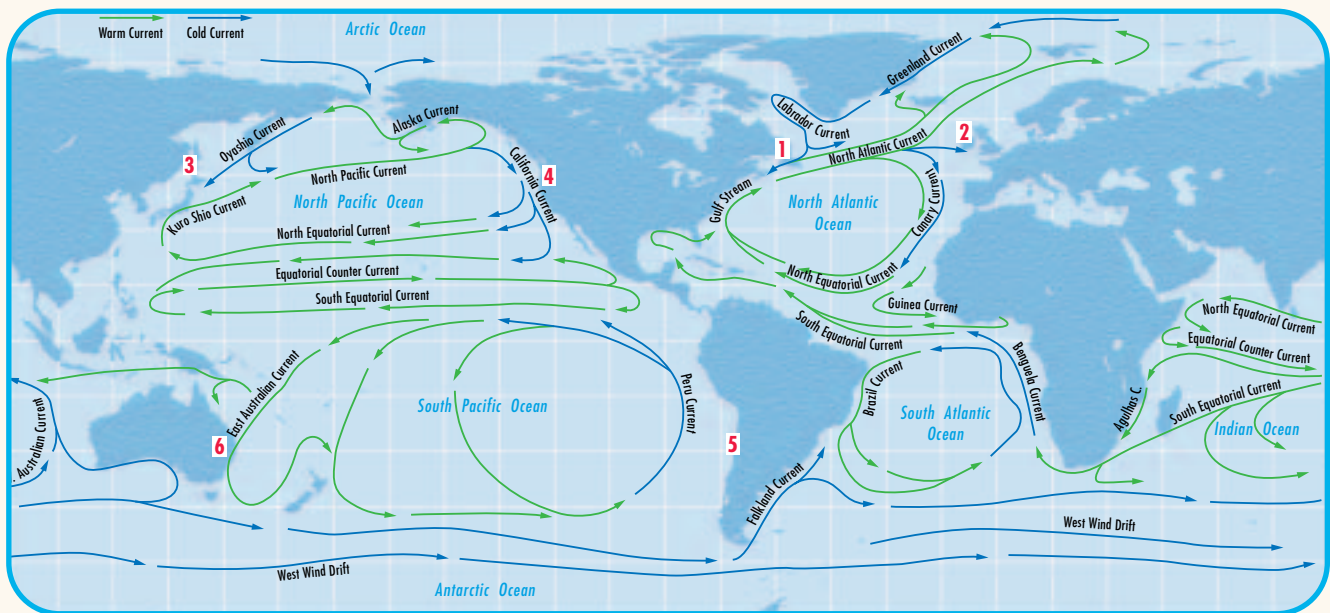 Warm Current
Cold Current
Arctic Ocean
Greenland Current
Labrador Current
Alaska Current
Oyashio Current
1
2
North Atlantic Current
3
North Pacific Current
California Current
4
Canary Current
Gulf Stream
Kuro Shio Current
North Pacific Ocean
North Atlantic
Ocean
North Equatorial Current
North Equatorial Current
Equatorial Counter Current
South Equatorial Current
Guinea Current
South Equatorial Current
North Equatorial Current
Equatorial Counter Current
Benguela Current
East Australian Current
Peru Current
Brazil Current
Agulhas C.
South Equatorial Current
South Pacific Ocean
South Atlantic
Ocean
Indian Ocean
. Australian Current
6
5
Falkland Current
West Wind Drift
West Wind Drift
Antarctic Ocean